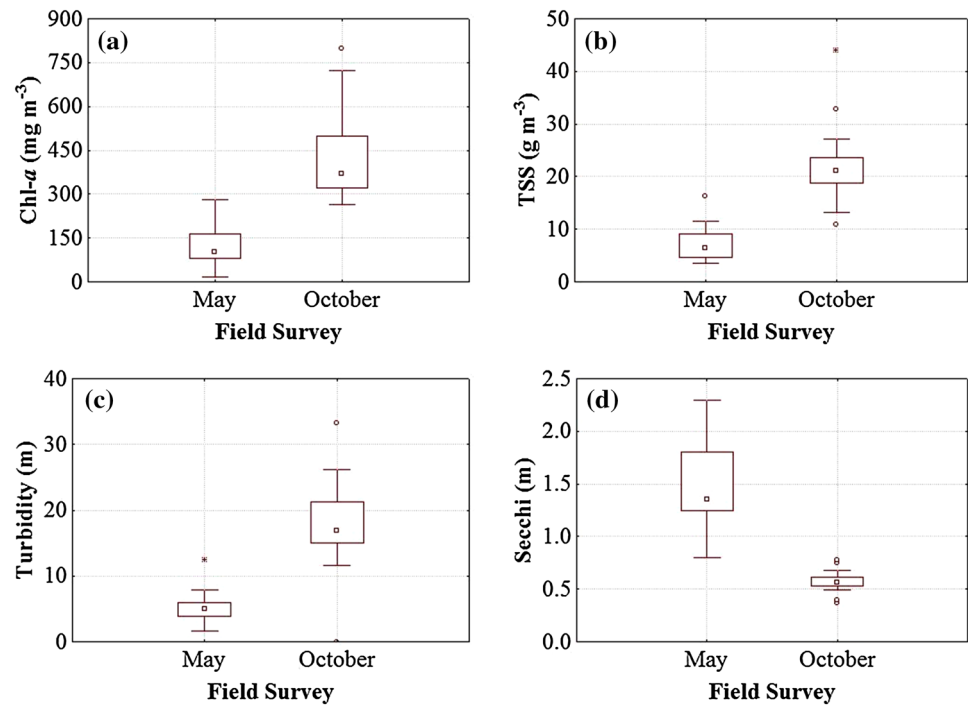 (a)
Chl-a (mg m-3)
900
750
600
450
300
150
0
May October
Field Survey
(b)
TSS (g m-3)
50
40
30
20
10
0
May October
Field Survey
(c)
Turbidity (m)
40
30
20
10
0
May October
Field Survey
(d)
Secchi (m)
2.5
2.0
1.5
1.0
0.5
0.0
May October
Field Survey